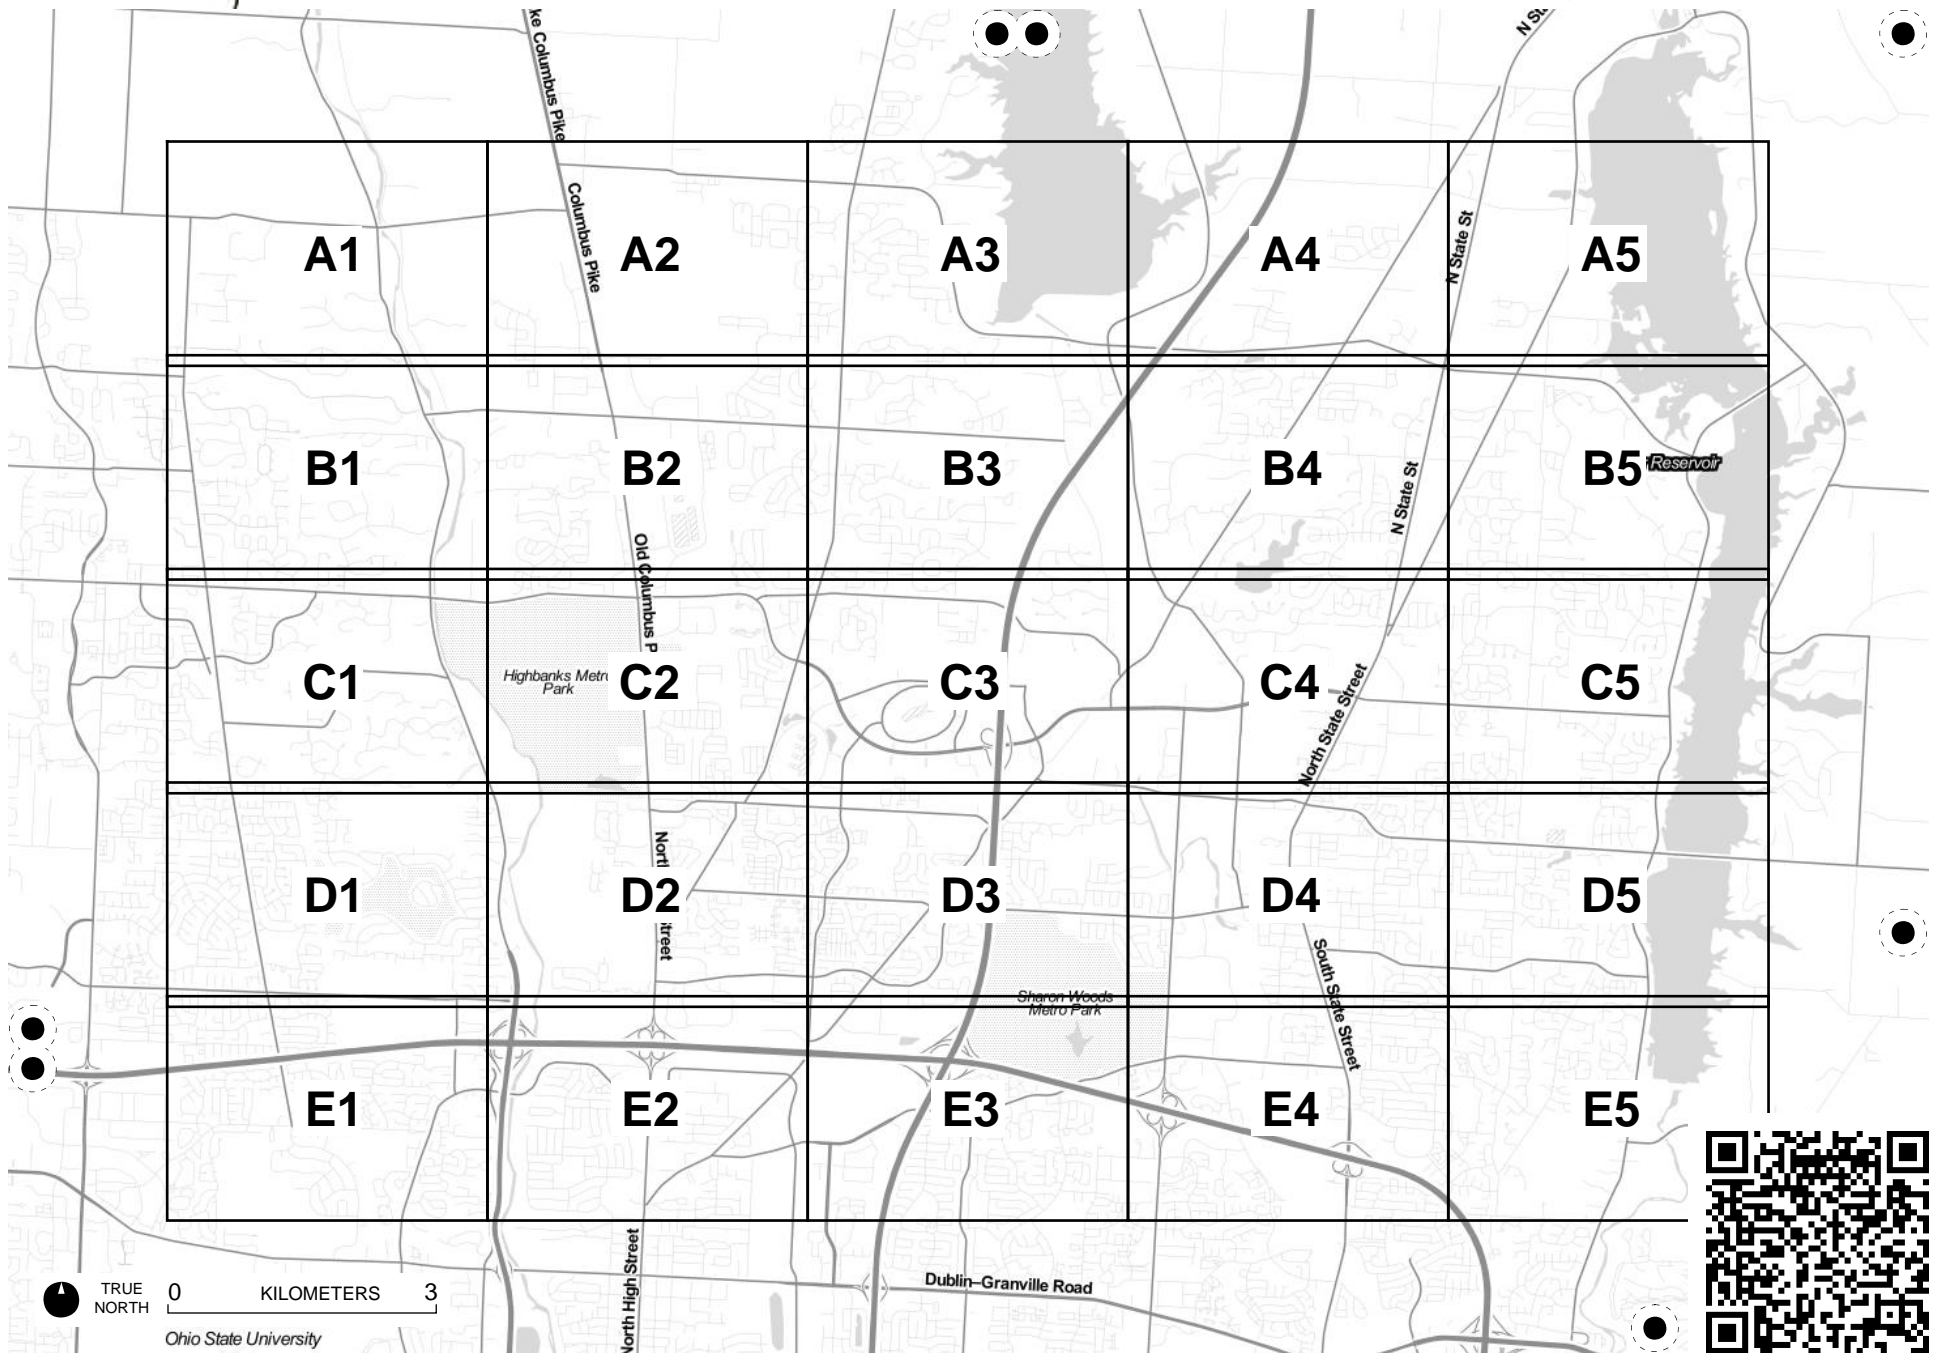 ke Columbus Pike
Columbus Pike
N State St
A1
A2
A3
A4
A5
B1
B2
B3
B4
B5
Reservoir
N State St
Old Columbus P
C1
Highbanks Metro
Park
C2
C3
C4
C5
North State Street
D1
D2
D3
D4
D5
South State Street
Sharon Woods
Metro Park
E1
E2
E3
E4
E5
North High Street
Dublin–Granville Road
TRUE
NORTH
0
KILOMETERS
3
Ohio State University